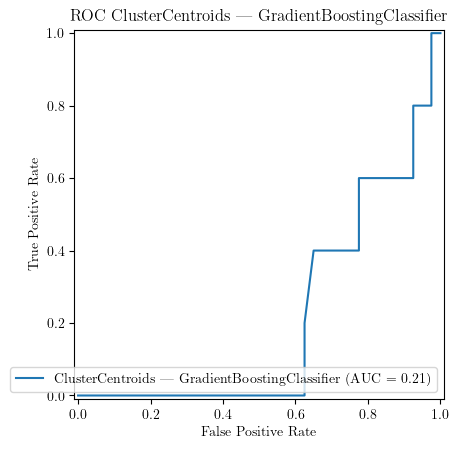 ROC ClusterCentroids — GradientBoostingClassifier
1.0
0.8
0.6
0.4
0.2
0.0
True Positive Rate
ClusterCentroids — GradientBoostingClassifier (AUC = 0.21)
0.0 0.2 0.4 0.6 0.8 1.0
False Positive Rate